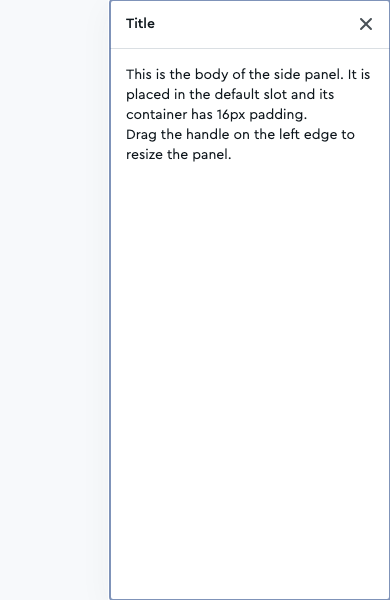 Title
This is the body of the side panel. It is
placed in the default slot and its
container has 16px padding.
Drag the handle on the left edge to
resize the panel.